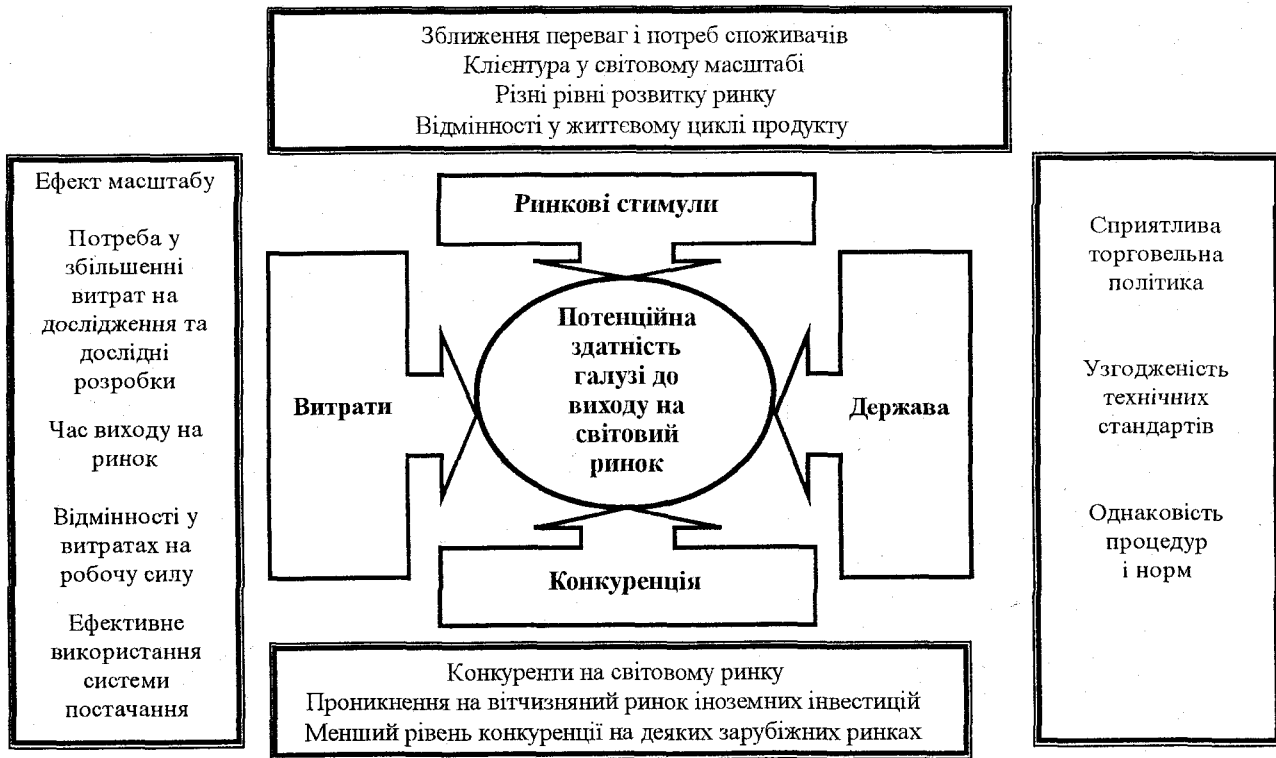 Зближення переваг і потреб споживачів
Клієнтура у світовому масштабі
Різні рівні розвитку ринку
Відмінності у життєвому циклі продукту
Ефект масштабу
Потреба у
збільшенні
витрат на
дослідження та
дослідні
розробки
Час виходу на
ринок
Відмінності у
витратах на
робочу силу
Ефективне
використання
системи
постачання
Ринкові стимули
Витрати
Потенційна
здатність
галузі до
виходу на
світовий
ринок
Держава
Конкуренція
Сприятлива
торговельна
політика
Узгодженість
технічних
стандартів
Однаковість
процедур
і норм
Конкуренти на світовому ринку
Проникнення на вітчизняний ринок іноземних інвестицій
Менший рівень конкуренції на деяких зарубіжних ринках